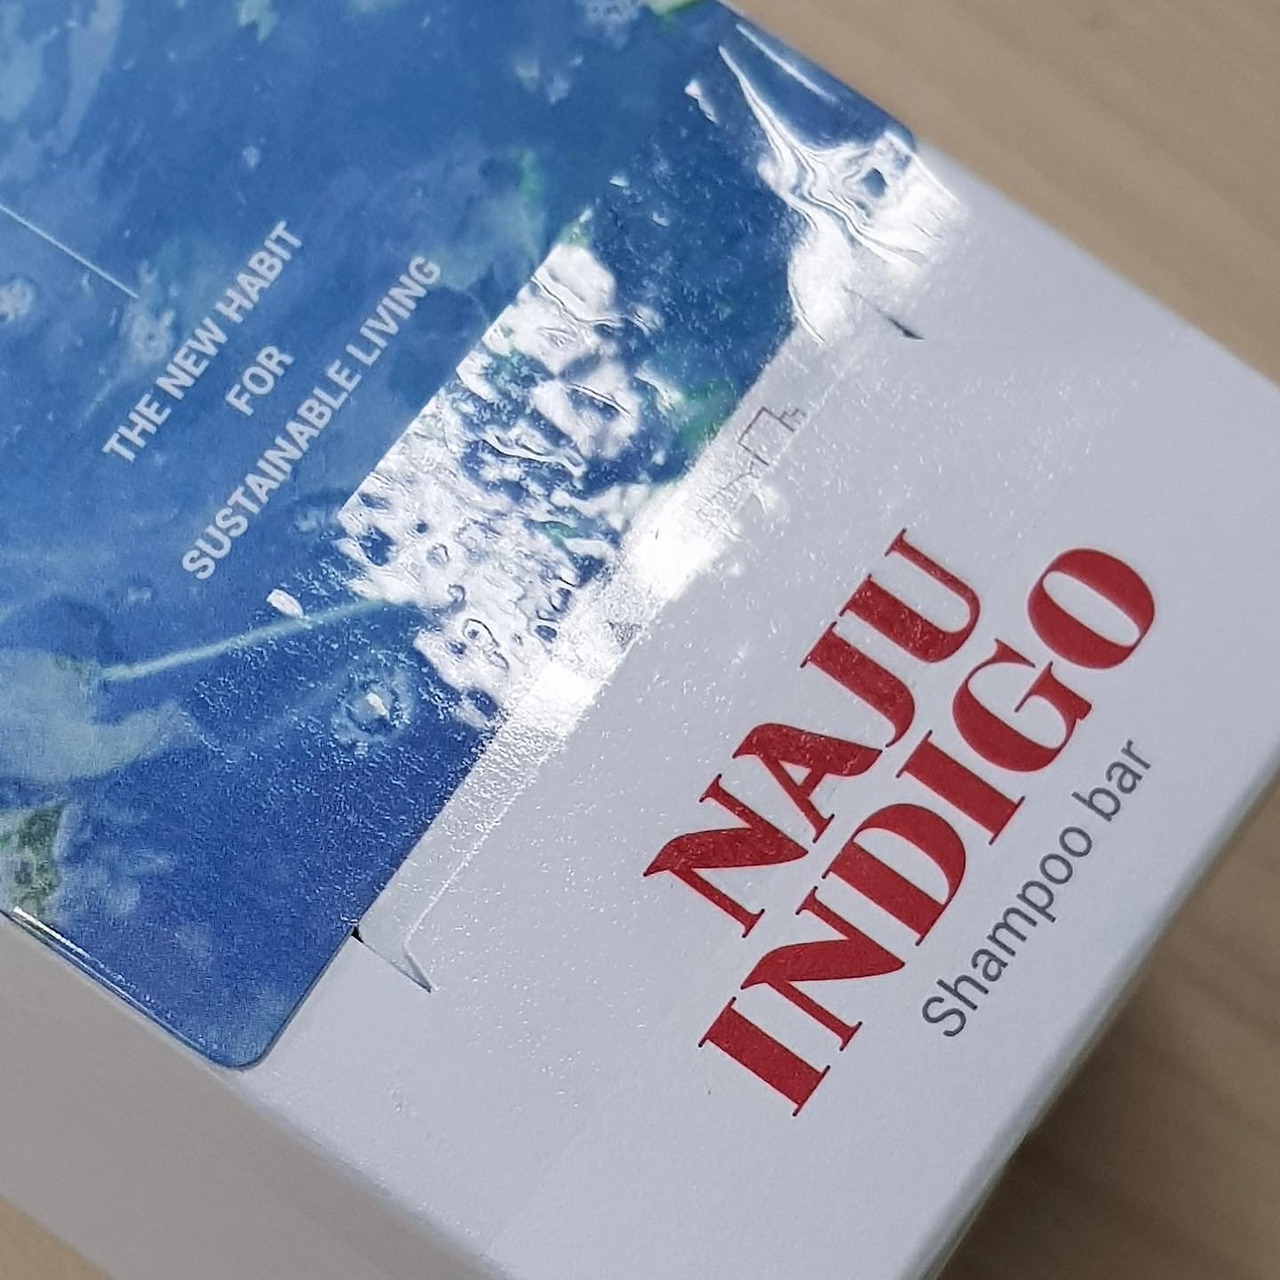 THE NEW HABIT
FOR
SUSTAINABLE LIVING
NAJU
INDIGO
Shampoo bar